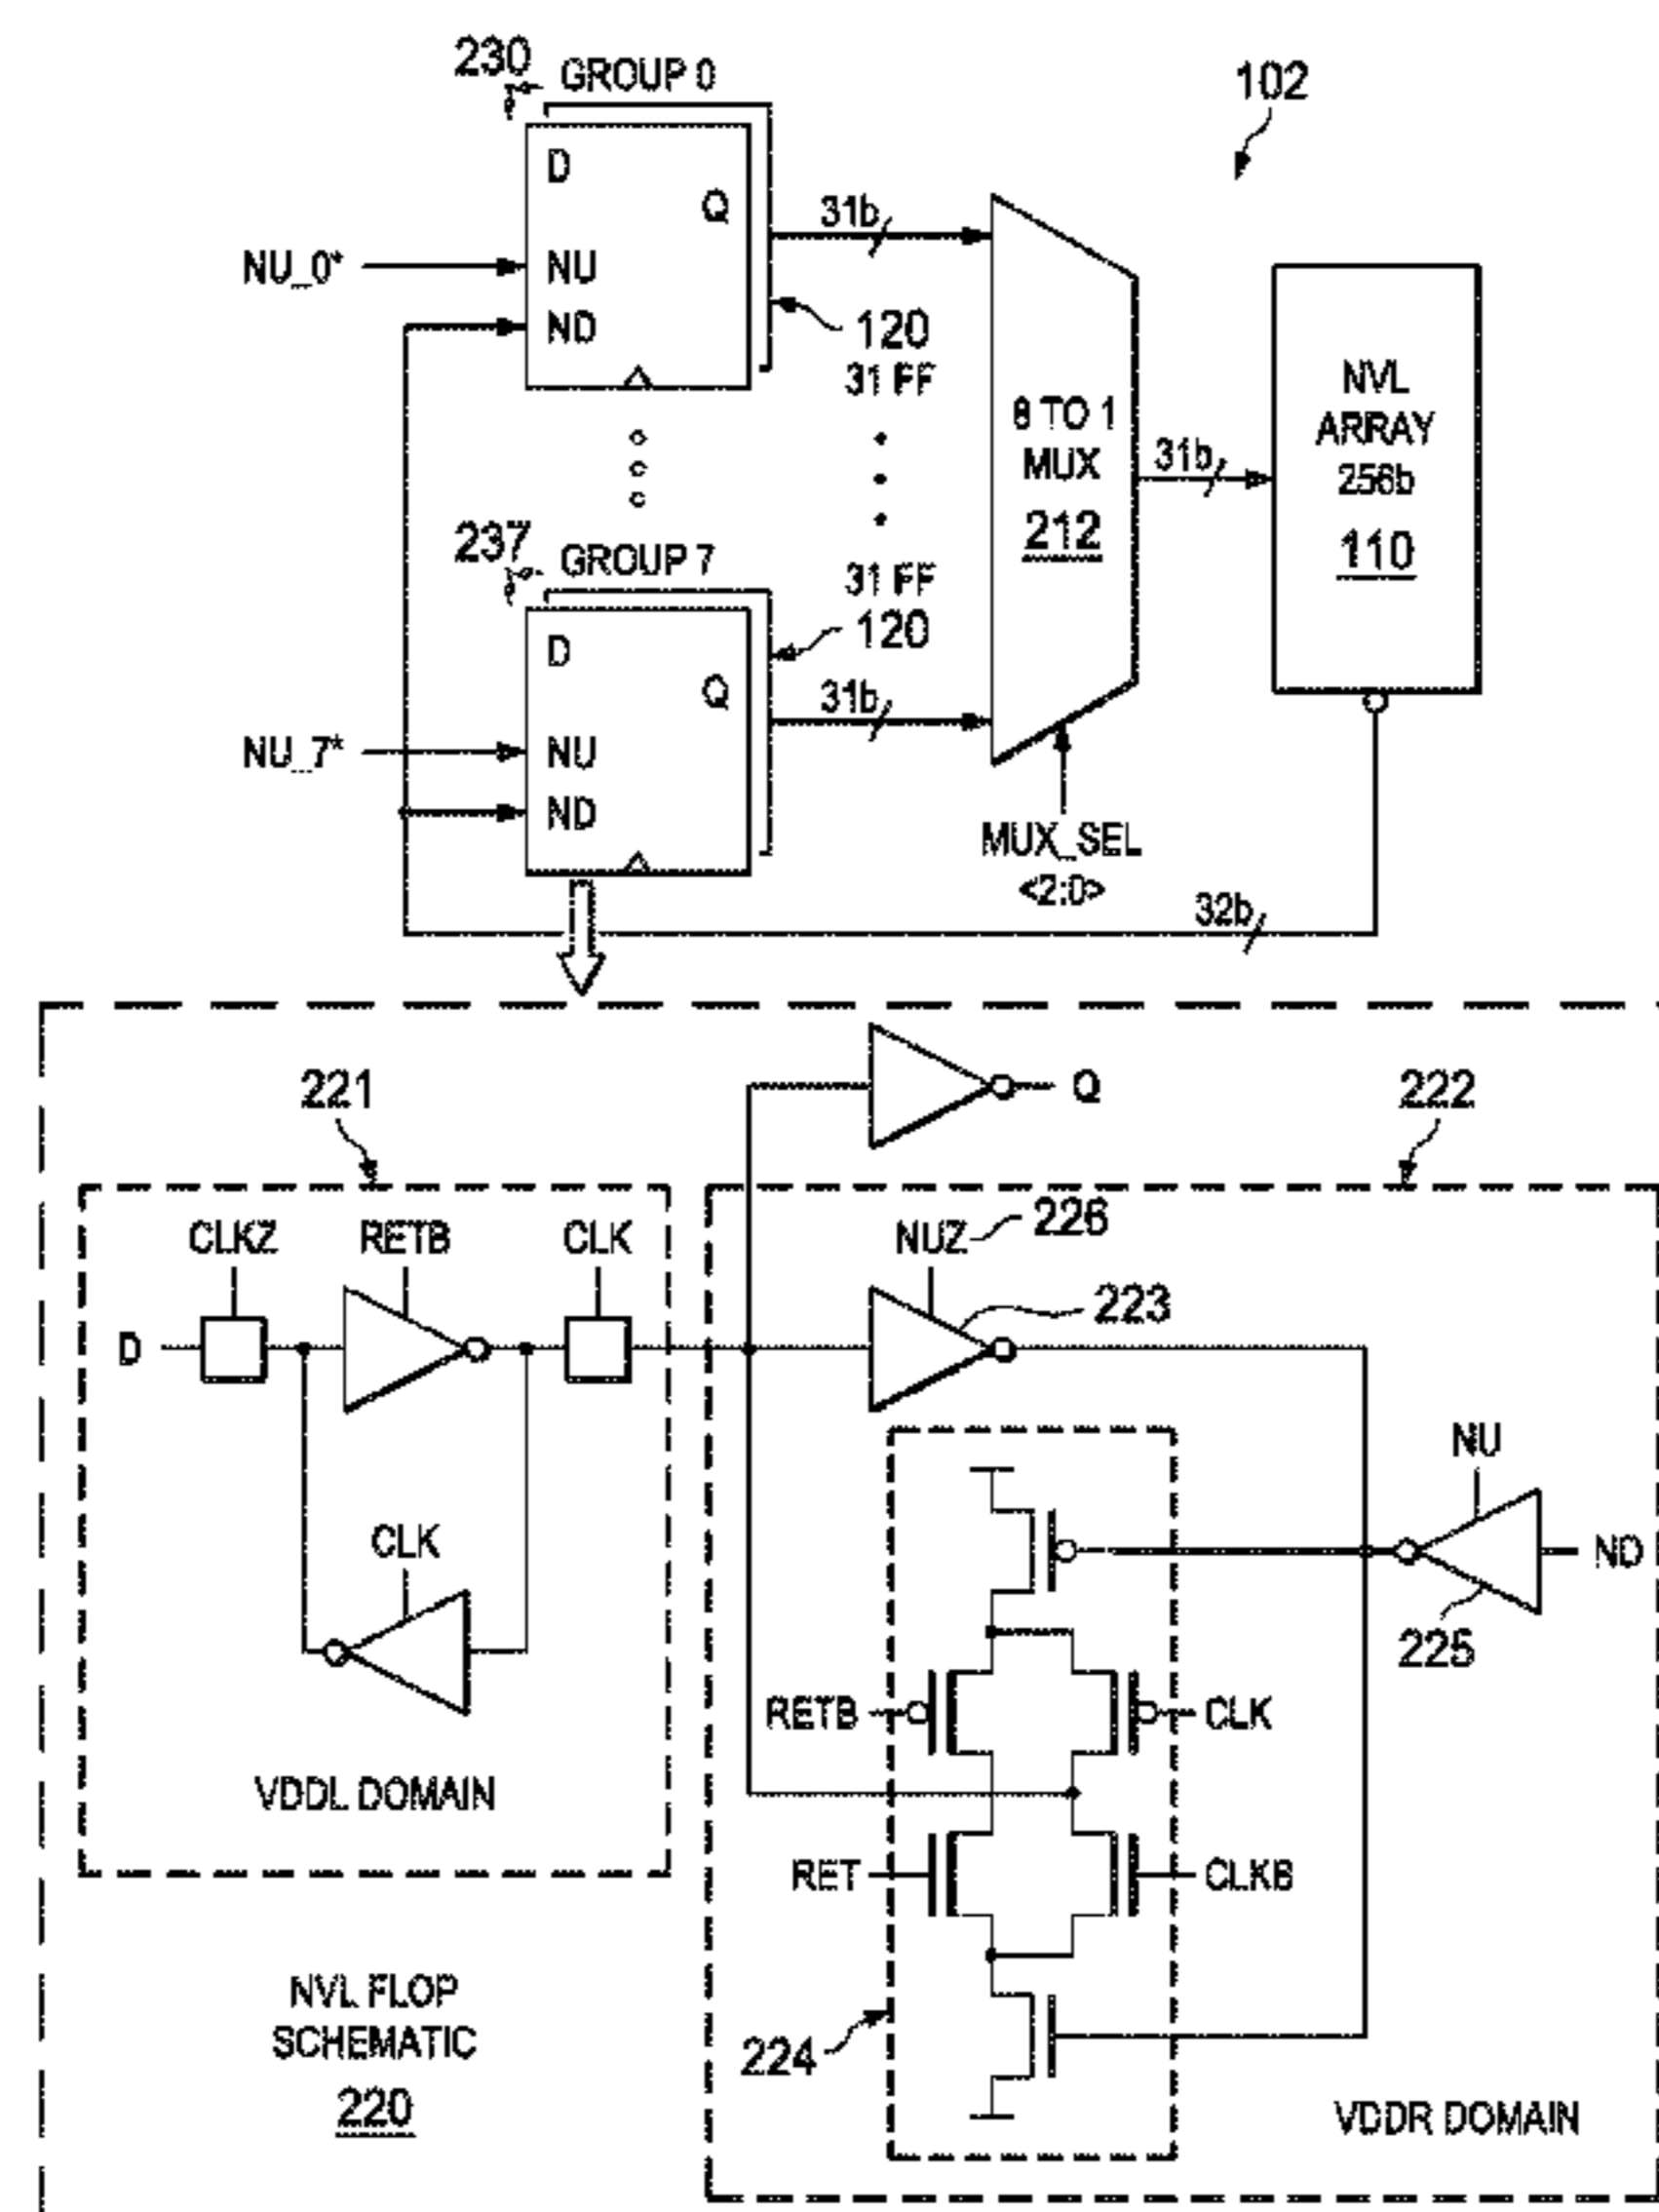 230
GROUP 0
102
D
Q
31b
NU_0*
NU
ND
120
31 FF
8 TO 1
MUX
212
31b
NVL
ARRAY
256b
110
237
GROUP 7
31 FF
120
D
Q
31b
NU_7*
NU
ND
MUX_SEL
<2:0>
32b
221
Q
222
CLKZ
RETB
CLK
NUZ
226
223
D
NU
CLK
ND
225
RETB
CLK
VDDL DOMAIN
RET
CLKB
NVL FLOP
SCHEMATIC
220
224
VDDR DOMAIN